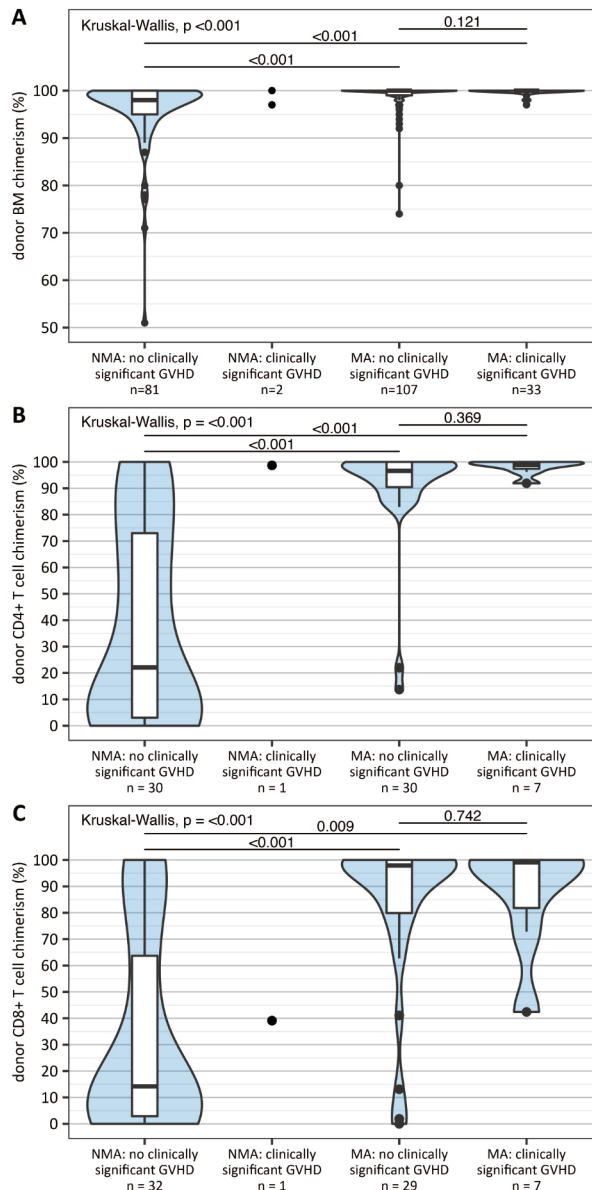 A
Kruskal-Wallis, p <0.001
0.121
<0.001
<0.001
donor BM chimerism (%)
100
90
80
70
60
50
NMA: no clinically significant GVHD n=81
NMA: clinically significant GVHD n=2
MA: no clinically significant GVHD n=107
MA: clinically significant GVHD n=33
B
Kruskal-Wallis, p = <0.001
0.369
<0.001
<0.001
donor CD4+ T cell chimerism (%)
100
90
80
70
60
50
40
30
20
10
0
NMA: no clinically significant GVHD n = 30
NMA: clinically significant GVHD n = 1
MA: no clinically significant GVHD n = 30
MA: clinically significant GVHD n = 7
C
Kruskal-Wallis, p = <0.001
0.742
0.009
<0.001
donor CD8+ T cell chimerism (%)
100
90
80
70
60
50
40
30
20
10
0
NMA: no clinically significant GVHD n = 32
NMA: clinically significant GVHD n = 1
MA: no clinically significant GVHD n = 29
MA: clinically significant GVHD n = 7